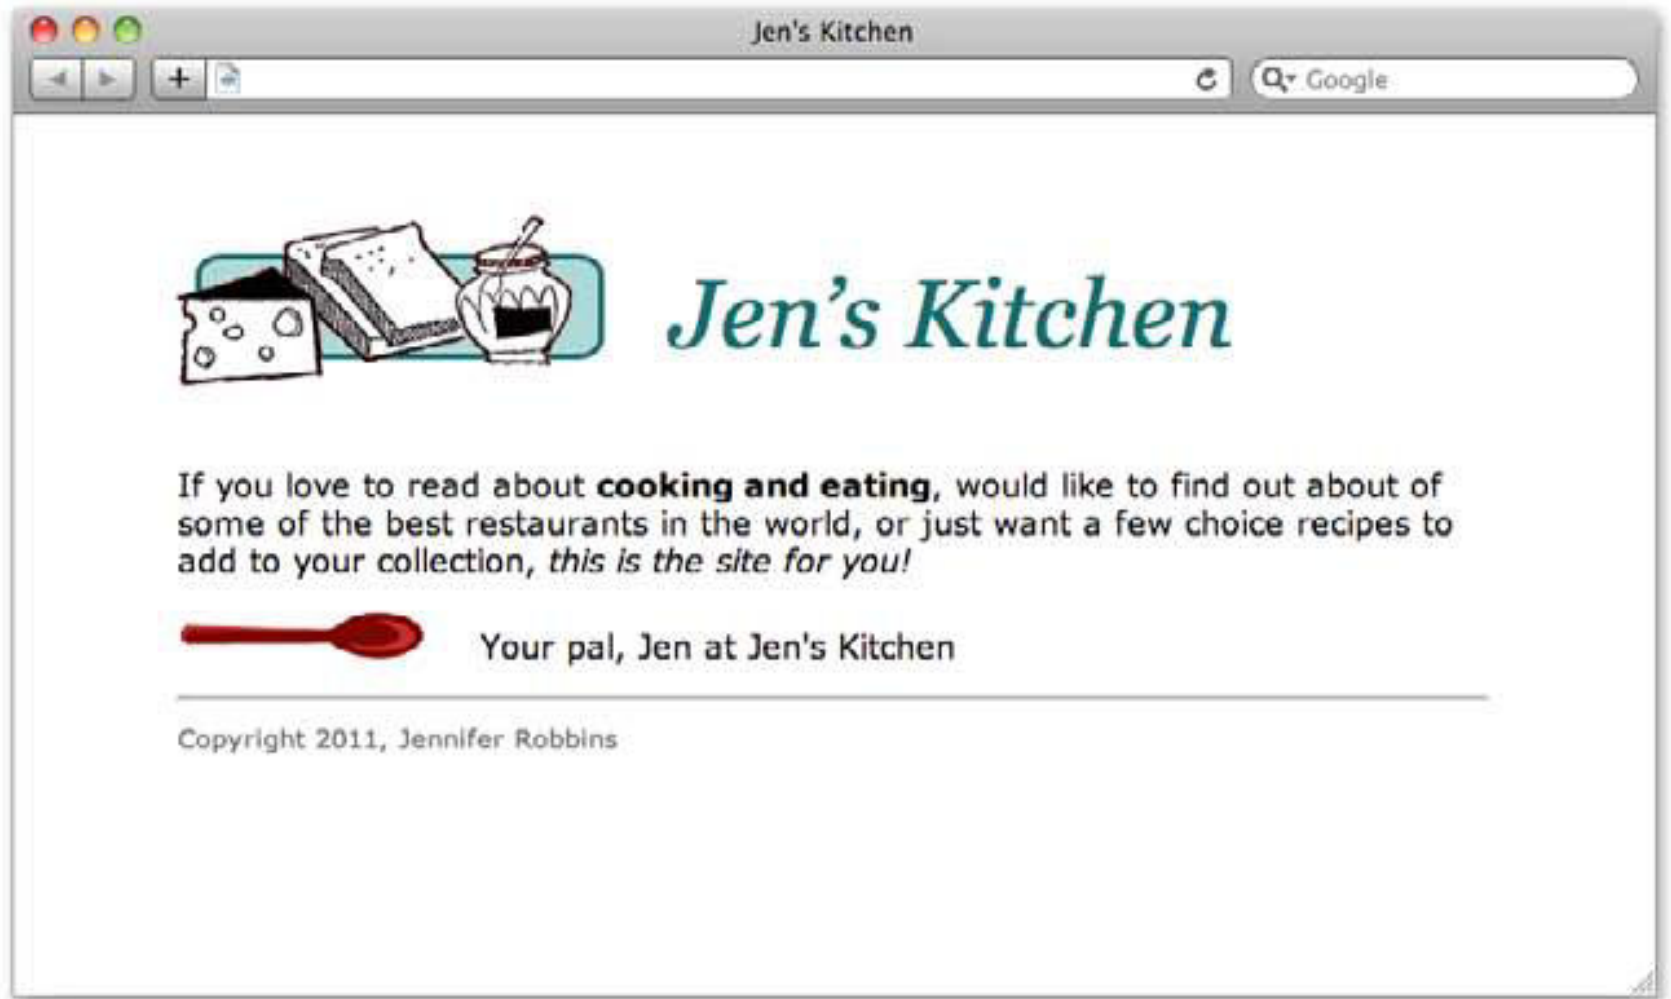 Jen's Kitchen
Google
Jen’s Kitchen
If you love to read about cooking and eating, would like to find out about of
some of the best restaurants in the world, or just want a few choice recipes to
add to your collection, this is the site for you!
Your pal, Jen at Jen's Kitchen
Copyright 2011, Jennifer Robbins